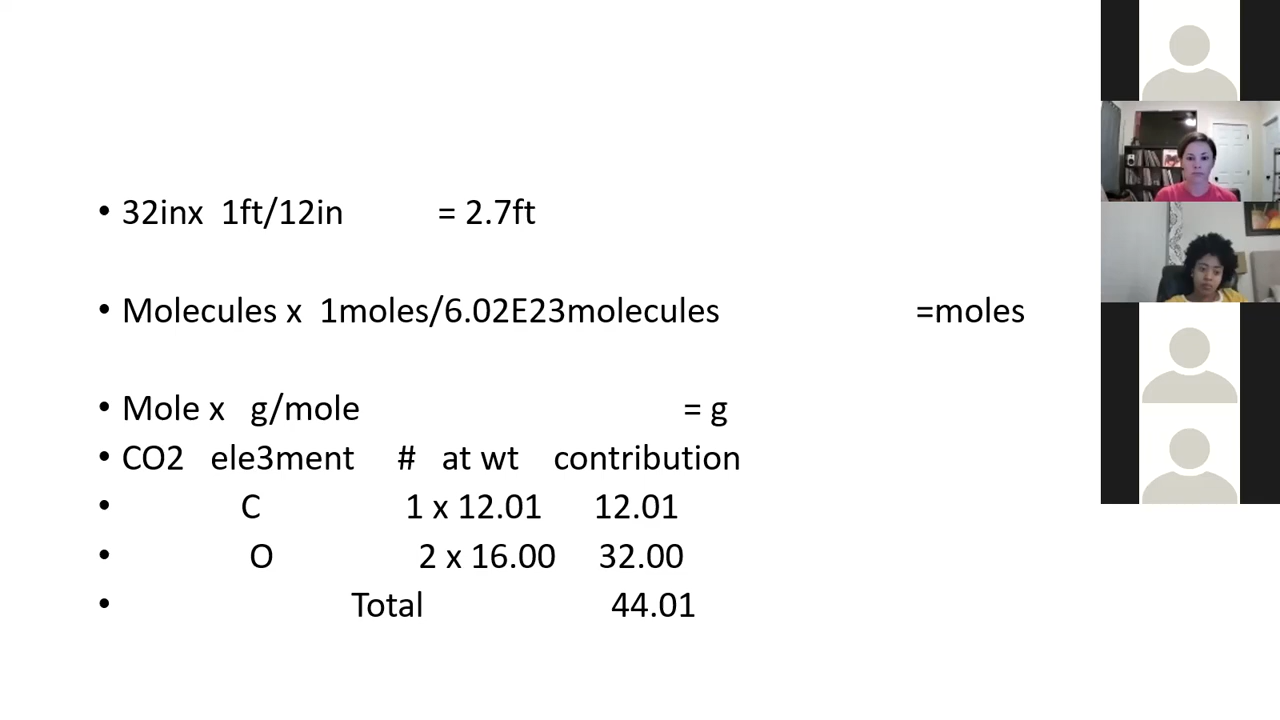 • 32inx 1ft/12in = 2.7ft
• Molecules x 1moles/6.02E23molecules =moles
• Mole x g/mole = g
• CO2 ele3ment # at wt contribution
• C 1 x 12.01 12.01
• O 2 x 16.00 32.00
• Total 44.01